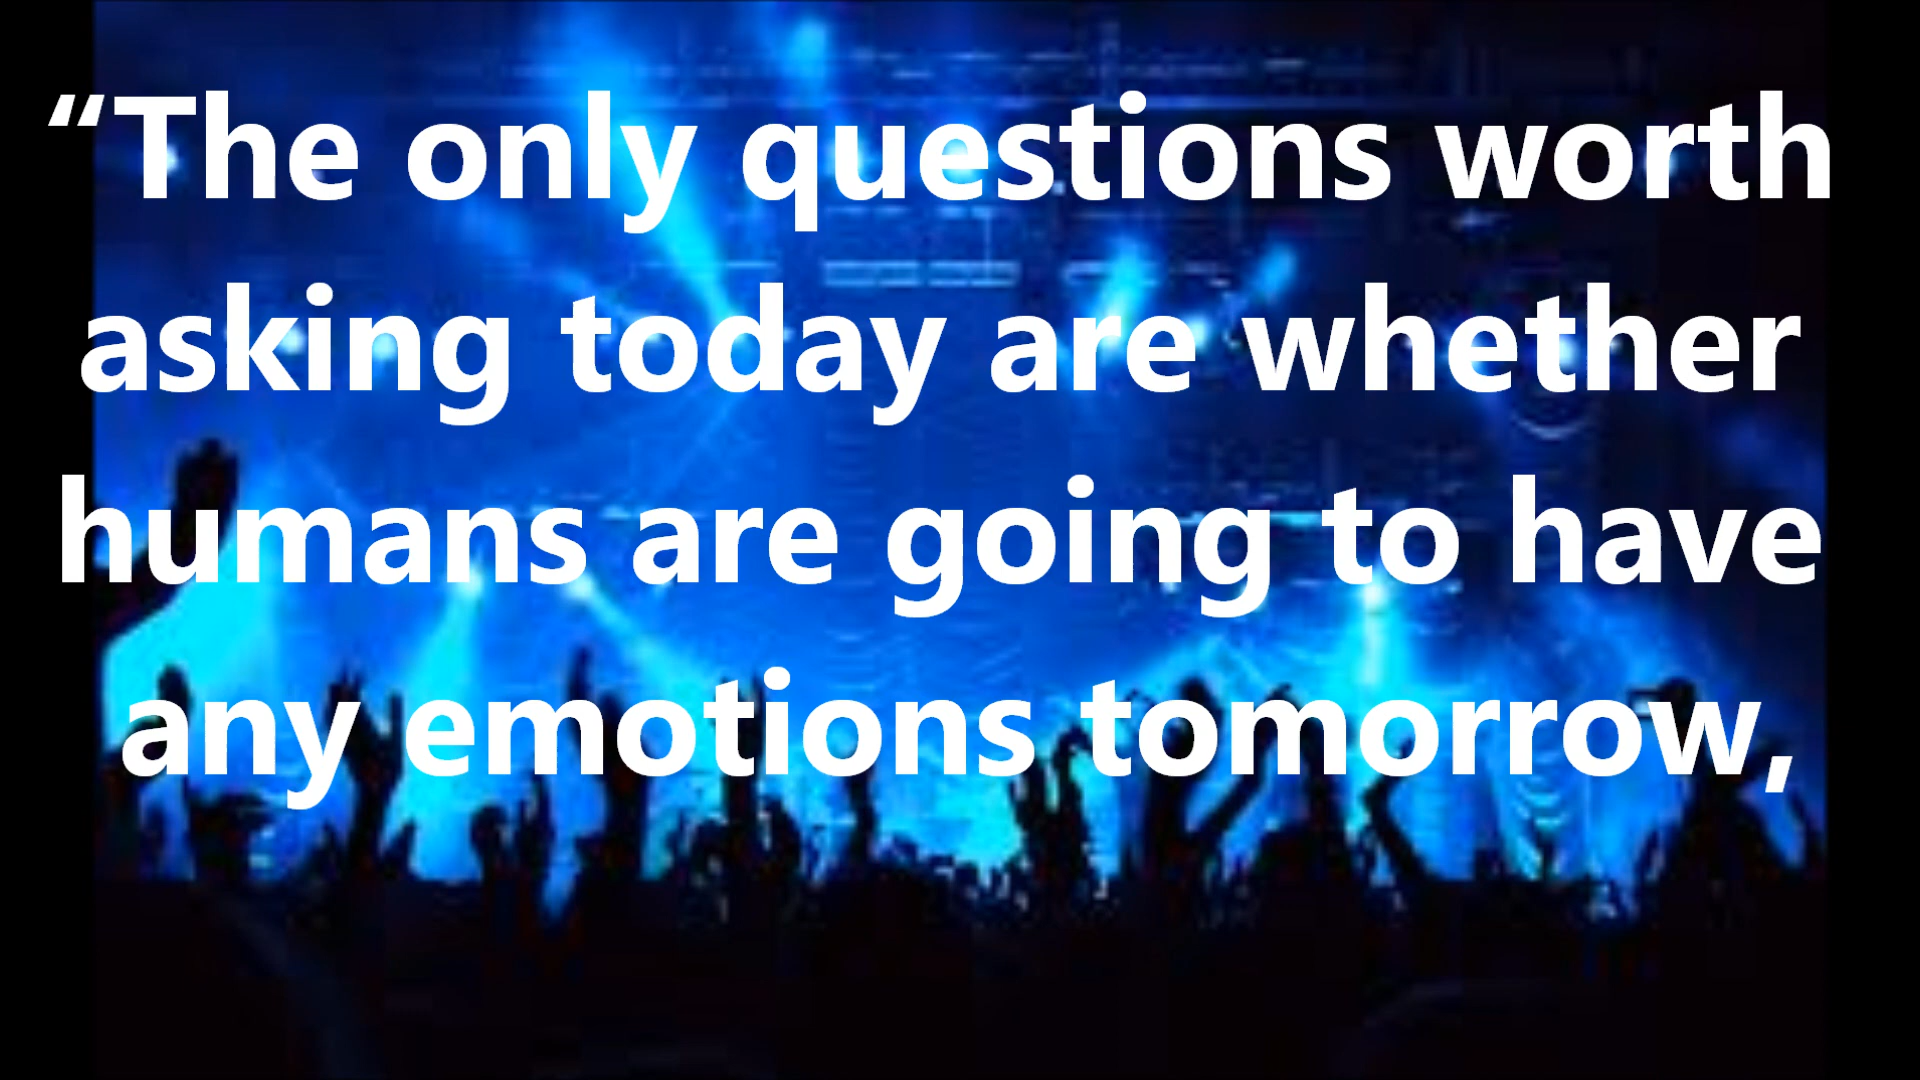 “The only questions worth
asking today are whether
humans are going to have
any emotions tomorrow,